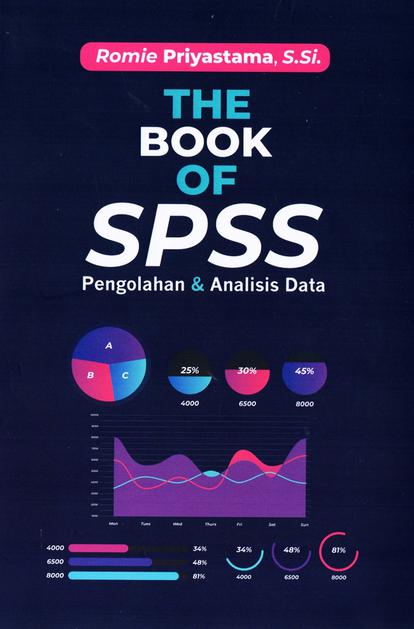 Romie Priyastama, S.Si.
THE
BOOK
OF
SPSS
Pengolahan & Analisis Data
A
B
C
25%
30%
45%
4000
6500
8000
Mon
Tues
Wed
Thurs
Fri
Sat
Sun
4000
34%
6500
48%
8000
81%
34%
48%
81%
4000
6500
8000